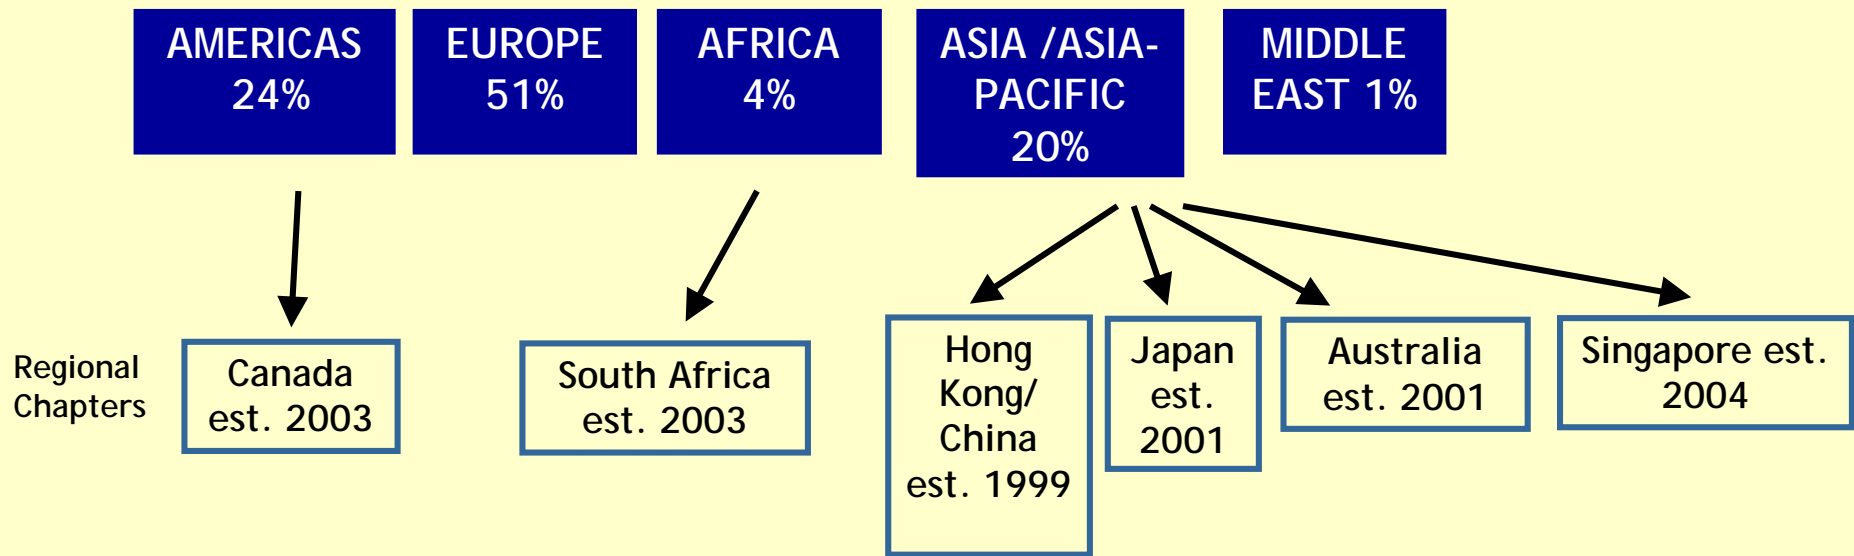 AMERICAS
24%
EUROPE
51%
AFRICA
4%
ASIA /ASIA-
PACIFIC
20%
MIDDLE
EAST 1%
Regional
Chapters
Canada
est. 2003
South Africa
est. 2003
Hong
Kong/
China
est. 1999
Japan
est.
2001
Australia
est. 2001
Singapore est.
2004